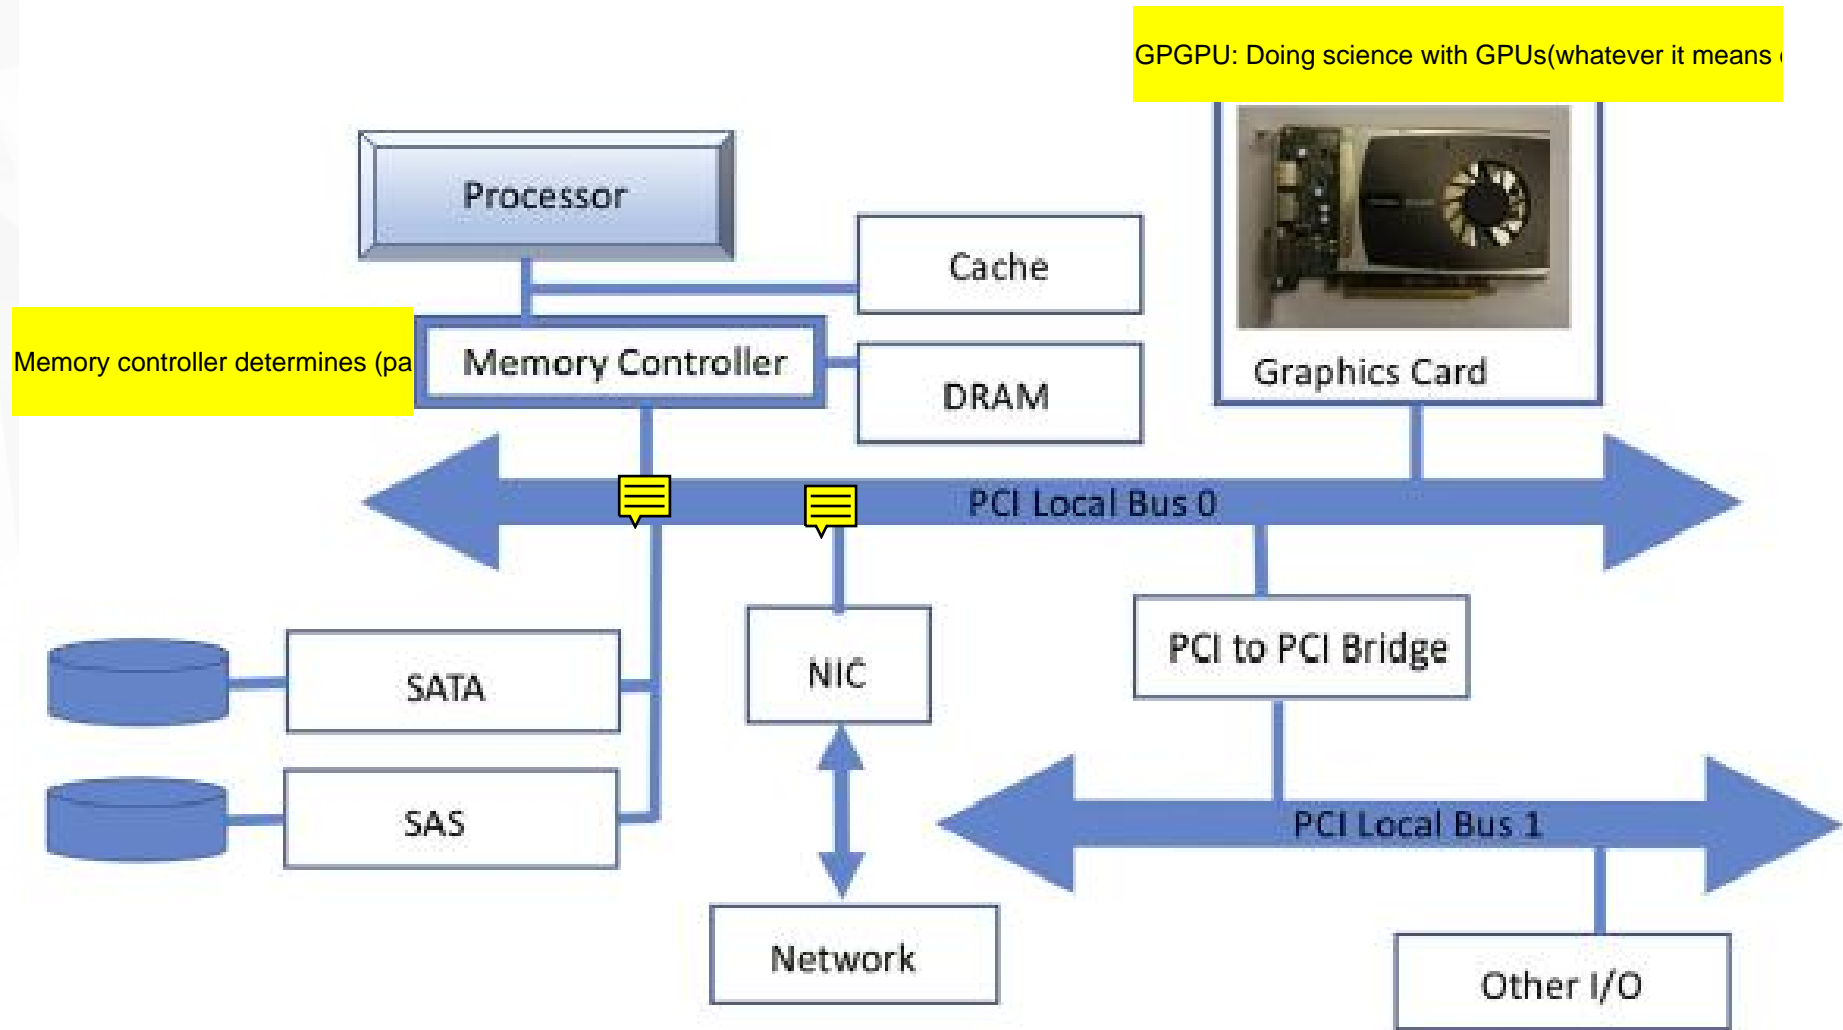 GPGPU: Doing science with GPUs(whatever it means
Processor
Cache
Memory controller determines (pa
Memory Controller
DRAM
Graphics Card
PCI Local Bus 0
SATA
NIC
PCI to PCI Bridge
SAS
PCI Local Bus 1
Network
Other I/O